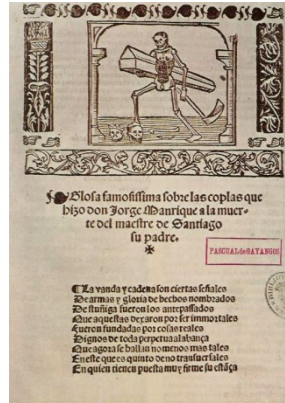 Glosa famosissima sobre las coplas que
hizo don Jorge Manrique a la muer-
te del maestre de Santiago
su padre.
PASCUAL de GAYANGOS
La vanda y cadena son ciertas señales
De armas y gloria de hechos nombrados
De stuñiga fueron los antepassados
Que aquestas dexaron por ser immortales
Fueron fundadas por cosas reales
Dignos de toda perpetua alabança
Que agora se hallan no menos mas tales
En este que es quinto deno transuersales
En quien tienen puesta muy firme su estãça